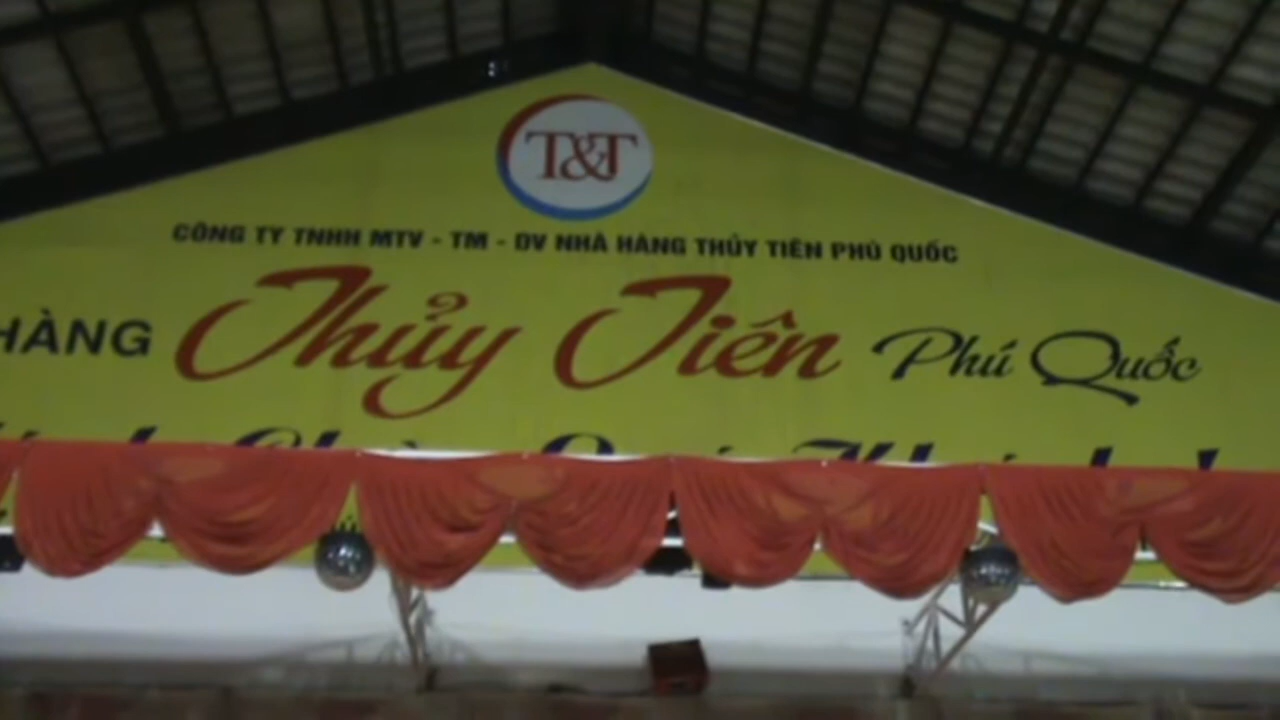 T&T
CÔNG TY TNHH MTV - TM - DV NHÀ HÀNG THỦY TIÊN PHÚ QUỐC
HÀNG Thủy Tiên Phú Quốc